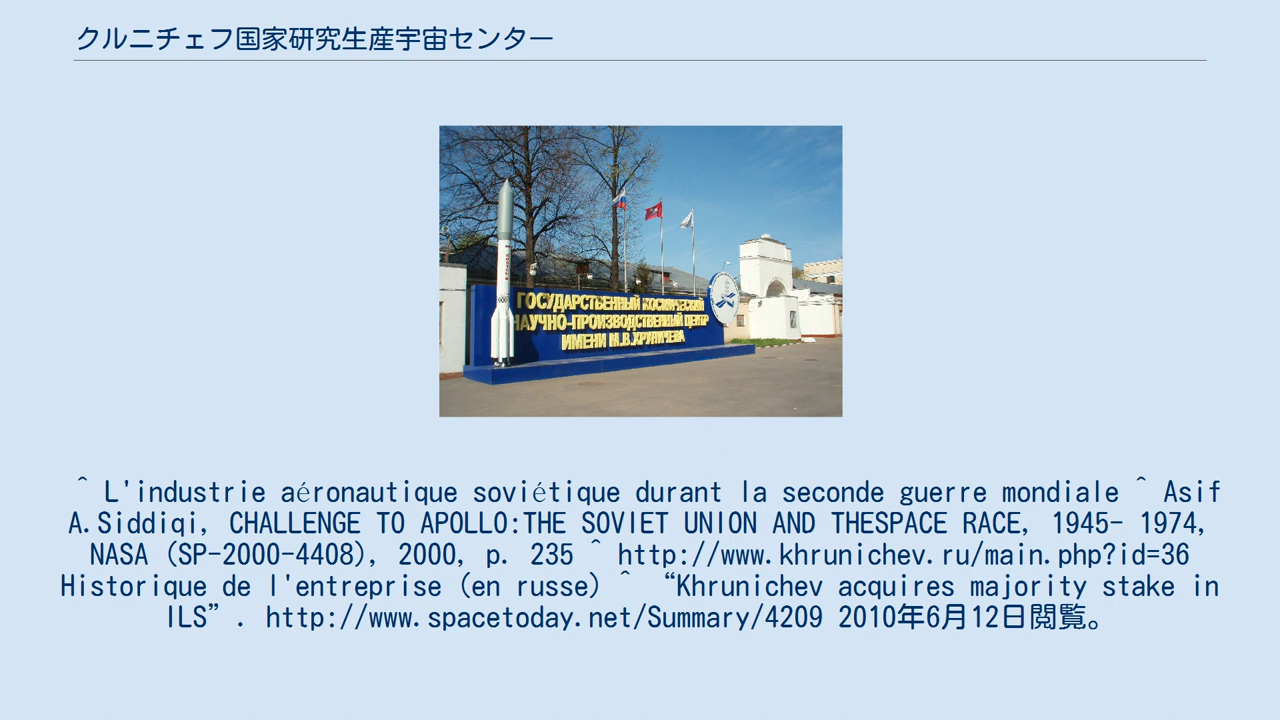 クルニチェフ国家研究生産宇宙センター
ГОСУДАРСТВЕННЫЙ КОСМИЧЕСКИЙ
НАУЧНО-ПРОИЗВОДСТВЕННЫЙ ЦЕНТР
ИМЕНИ М.В.ХРУНИЧЕВА
^ L'industrie aéronautique soviétique durant la seconde guerre mondiale ^ Asif
A.Siddiqi, CHALLENGE TO APOLLO:THE SOVIET UNION AND THESPACE RACE, 1945- 1974,
NASA (SP-2000-4408), 2000, p. 235 ^ http://www.khrunichev.ru/main.php?id=36
Historique de l'entreprise (en russe) ^ “Khrunichev acquires majority stake in
ILS”. http://www.spacetoday.net/Summary/4209 2010年6月12日閲覧。